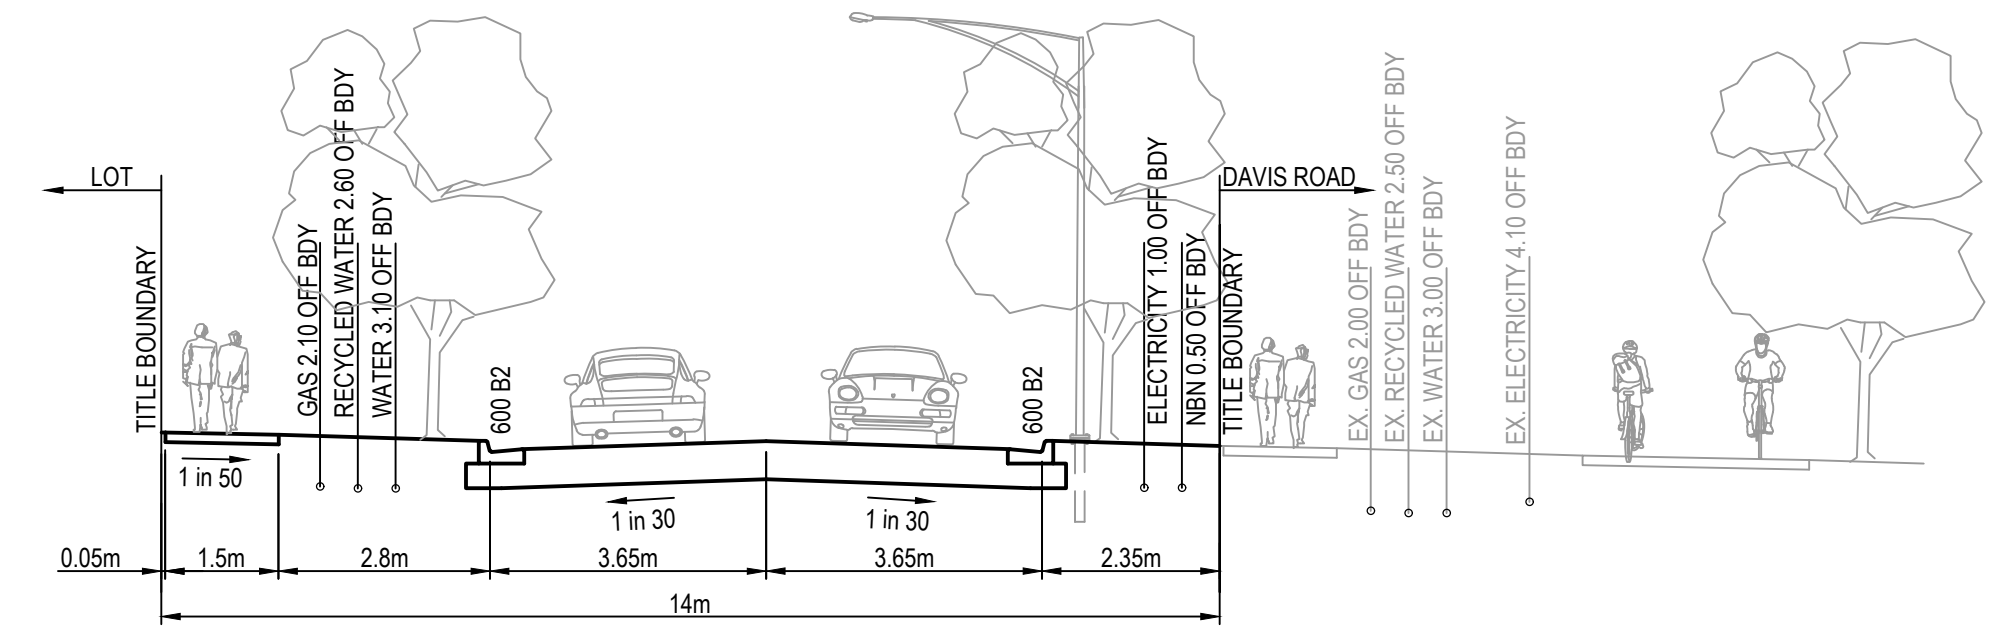 LOT
TITLE BOUNDARY
GAS 2.10 OFF BDY
RECYCLED WATER 2.60 OFF BDY
WATER 3.10 OFF BDY
600 B2
600 B2
ELECTRICITY 1.00 OFF BDY
NBN 0.50 OFF BDY
TITLE BOUNDARY
DAVIS ROAD
EX. GAS 2.00 OFF BDY
EX. RECYCLED WATER 2.50 OFF BDY
EX. WATER 3.00 OFF BDY
EX. ELECTRICITY 4.10 OFF BDY
1 in 50
1 in 30
1 in 30
0.05m
1.5m
2.8m
3.65m
3.65m
2.35m
14m